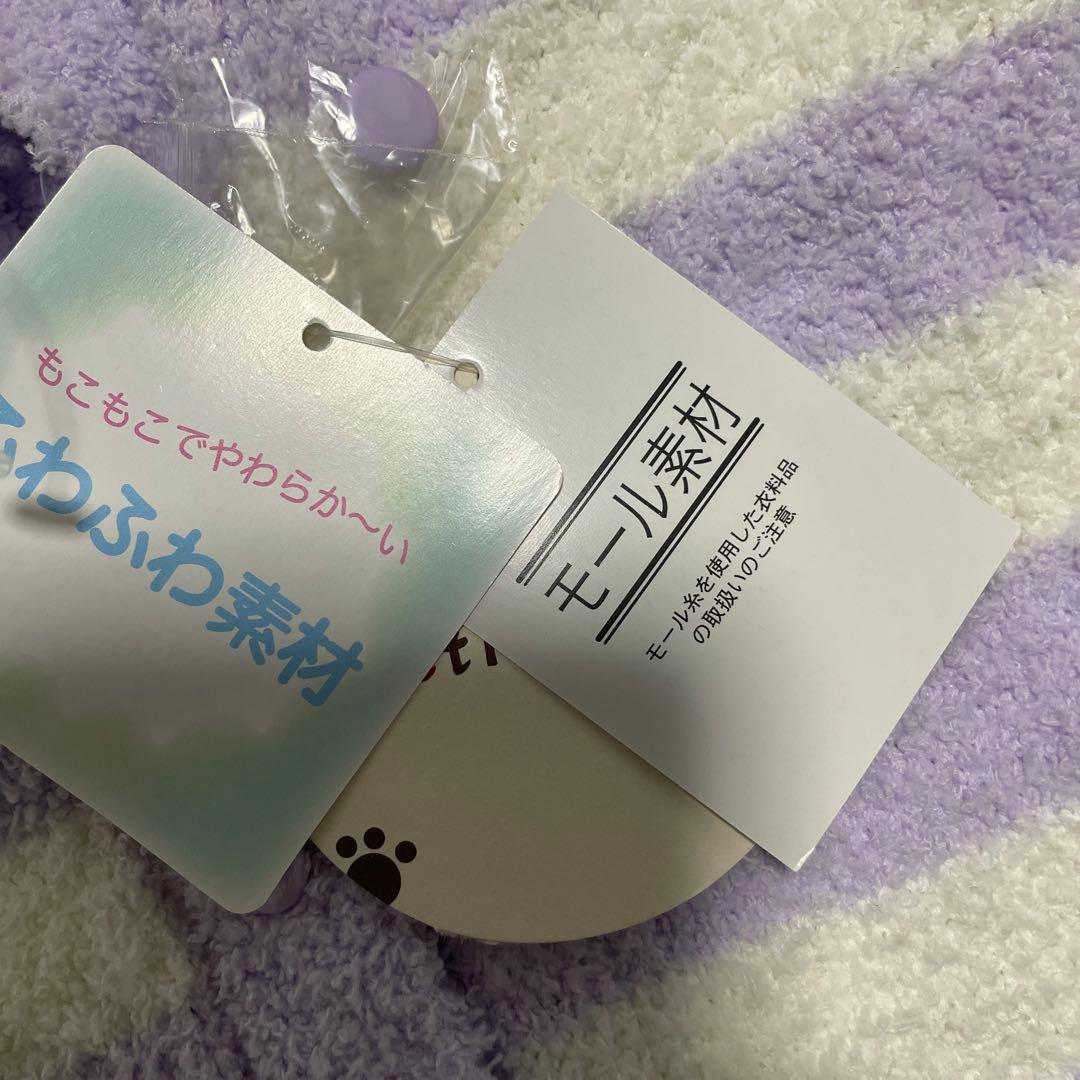 もこもこでやわらか〜い
ふわふわ素材
モール素材
モール糸を使用した衣料品
の取扱いのご注意